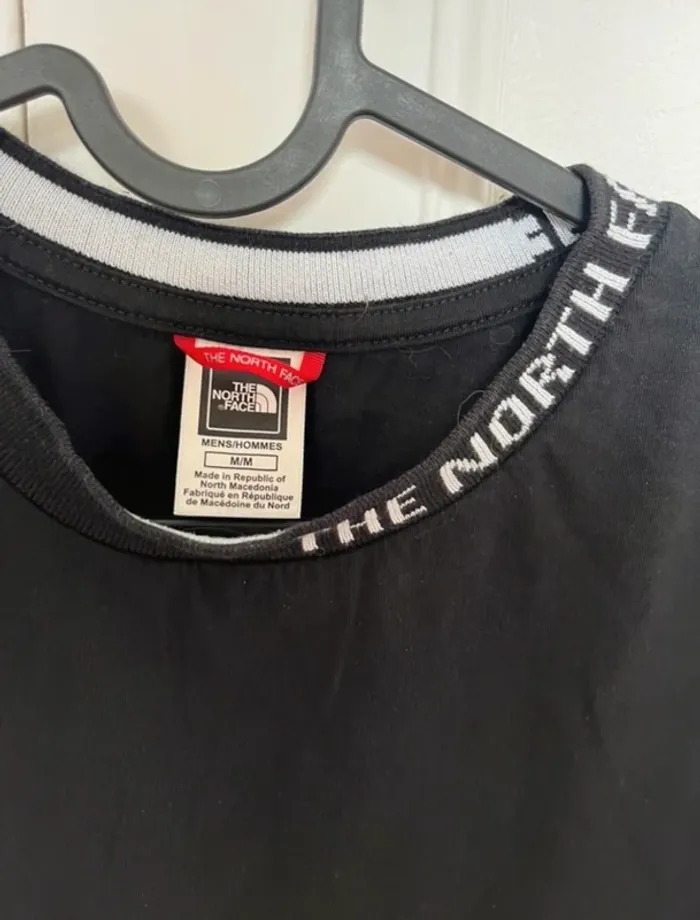 THE NORTH F
THE NORTH FAC
THE
NORTH
FACE
MENS/HOMMES
M/M
Made in Republic of
North Macedonia
Fabriqué en République
de Macédoine du Nord